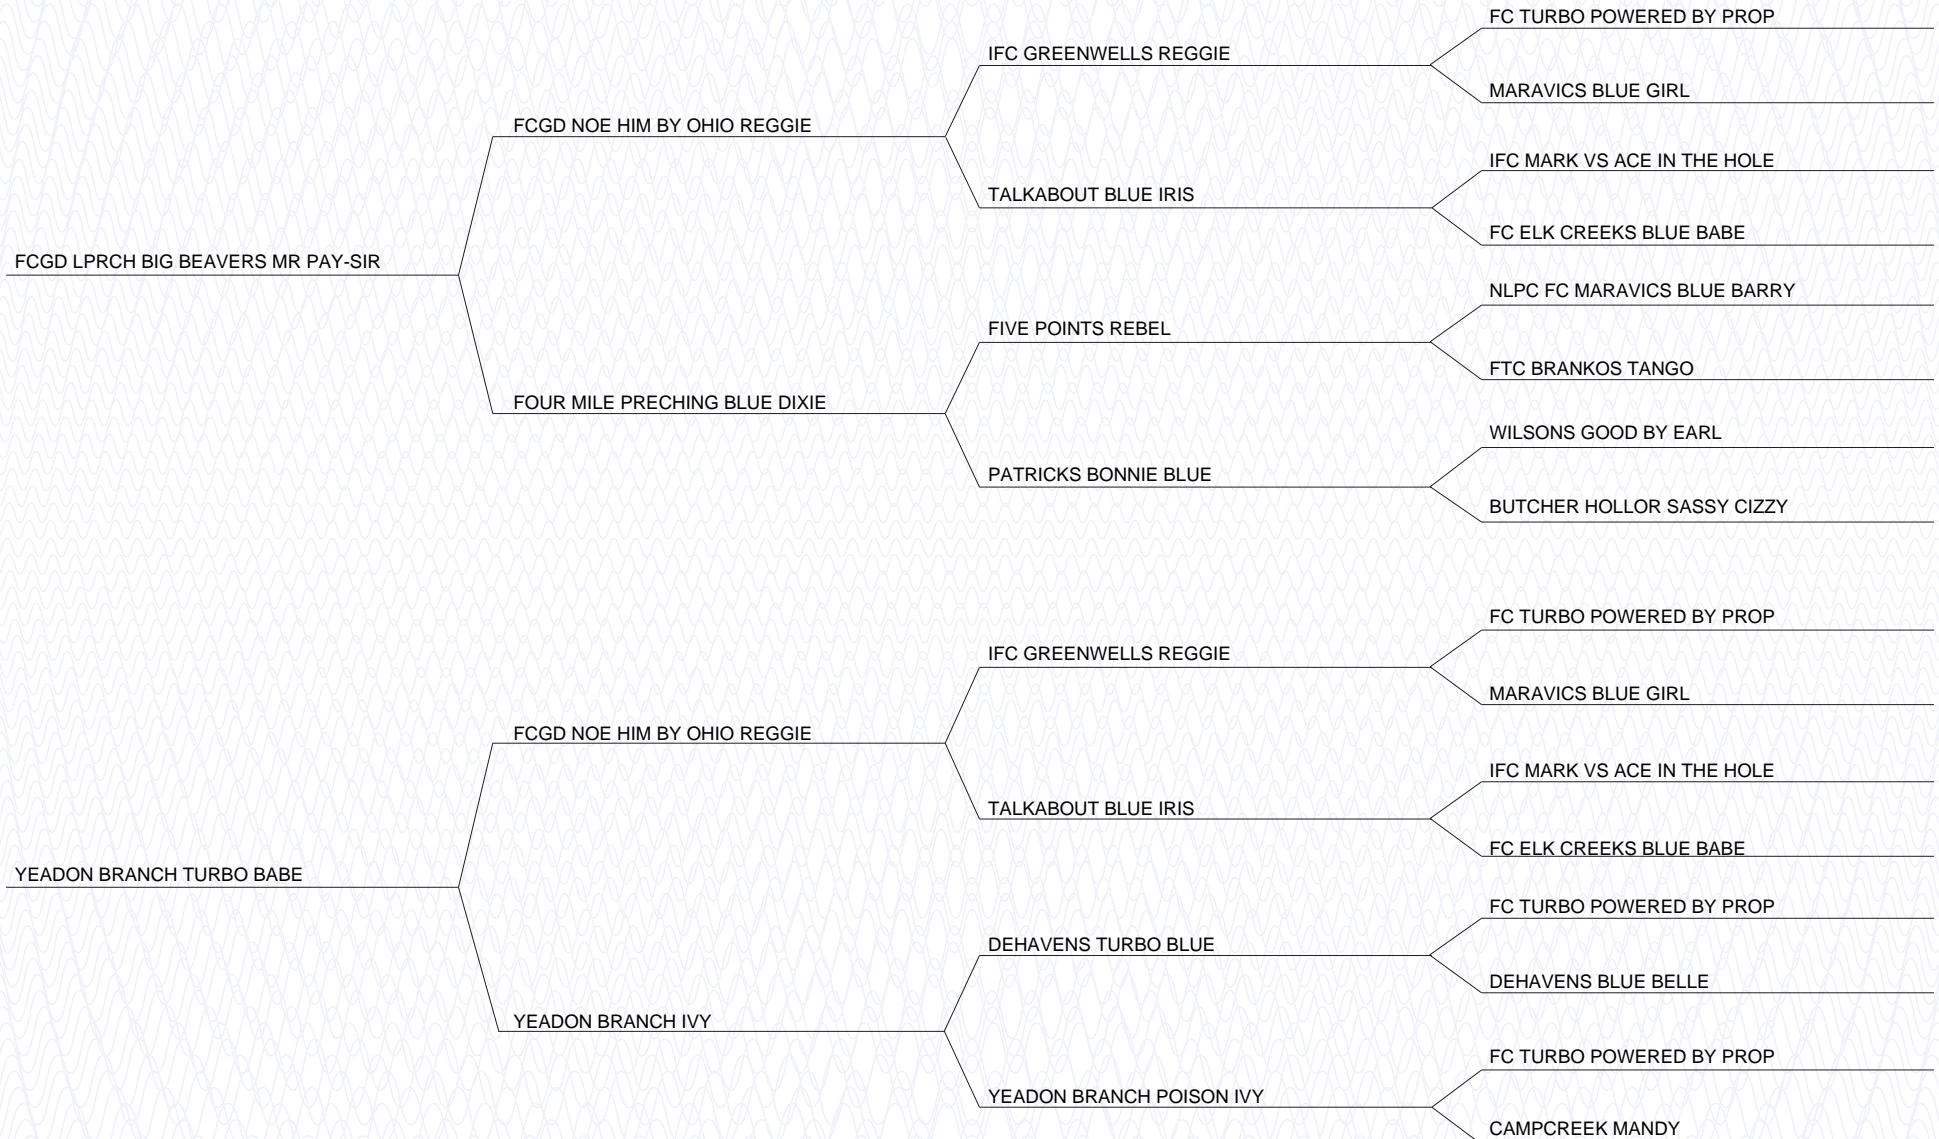 FC TURBO POWERED BY PROP
IFC GREENWELLS REGGIE
MARAVICS BLUE GIRL
FCGD NOE HIM BY OHIO REGGIE
IFC MARK VS ACE IN THE HOLE
TALKABOUT BLUE IRIS
FC ELK CREEKS BLUE BABE
FCGD LPRCH BIG BEAVERS MR PAY-SIR
NLPC FC MARAVICS BLUE BARRY
FIVE POINTS REBEL
FTC BRANKOS TANGO
FOUR MILE PRECHING BLUE DIXIE
WILSONS GOOD BY EARL
PATRICKS BONNIE BLUE
BUTCHER HOLLOR SASSY CIZZY
FC TURBO POWERED BY PROP
IFC GREENWELLS REGGIE
MARAVICS BLUE GIRL
FCGD NOE HIM BY OHIO REGGIE
IFC MARK VS ACE IN THE HOLE
TALKABOUT BLUE IRIS
FC ELK CREEKS BLUE BABE
YEADON BRANCH TURBO BABE
FC TURBO POWERED BY PROP
DEHAVENS TURBO BLUE
DEHAVENS BLUE BELLE
YEADON BRANCH IVY
FC TURBO POWERED BY PROP
YEADON BRANCH POISON IVY
CAMPCREEK MANDY